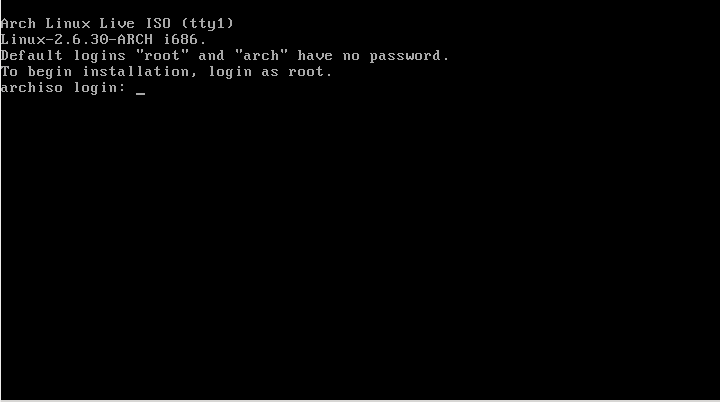 Arch Linux Live ISO (tty1)
Linux-2.6.30-ARCH i686.
Default logins "root" and "arch" have no password.
To begin installation, login as root.
archiso login: _